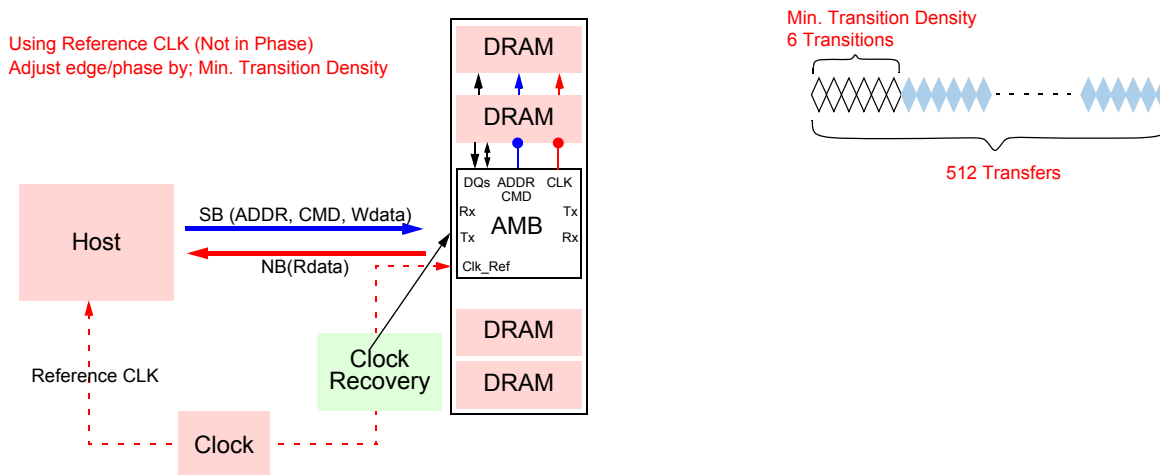 Using Reference CLK (Not in Phase)
Adjust edge/phase by; Min. Transition Density
DRAM
DRAM
DQs ADDR CLK
CMD
Rx Tx
AMB
Tx Rx
Clk_Ref
Host
SB (ADDR, CMD, Wdata)
NB(Rdata)
DRAM
DRAM
Clock
Recovery
Reference CLK
Clock
Min. Transition Density
6 Transitions
512 Transfers